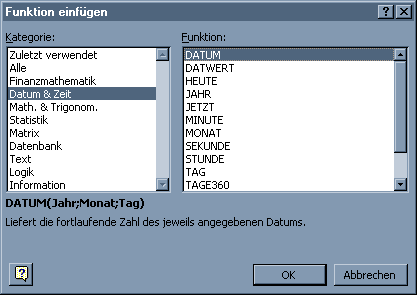 Funktion einfügen
Kategorie:
Zuletzt verwendet
Alle
Finanzmathematik
Datum & Zeit
Math. & Trigonom.
Statistik
Matrix
Datenbank
Text
Logik
Information
Funktion:
DATUM
DATWERT
HEUTE
JAHR
JETZT
MINUTE
MONAT
SEKUNDE
STUNDE
TAG
TAGE360
DATUM(Jahr;Monat;Tag)
Liefert die fortlaufende Zahl des jeweils angegebenen Datums.
OK
Abbrechen